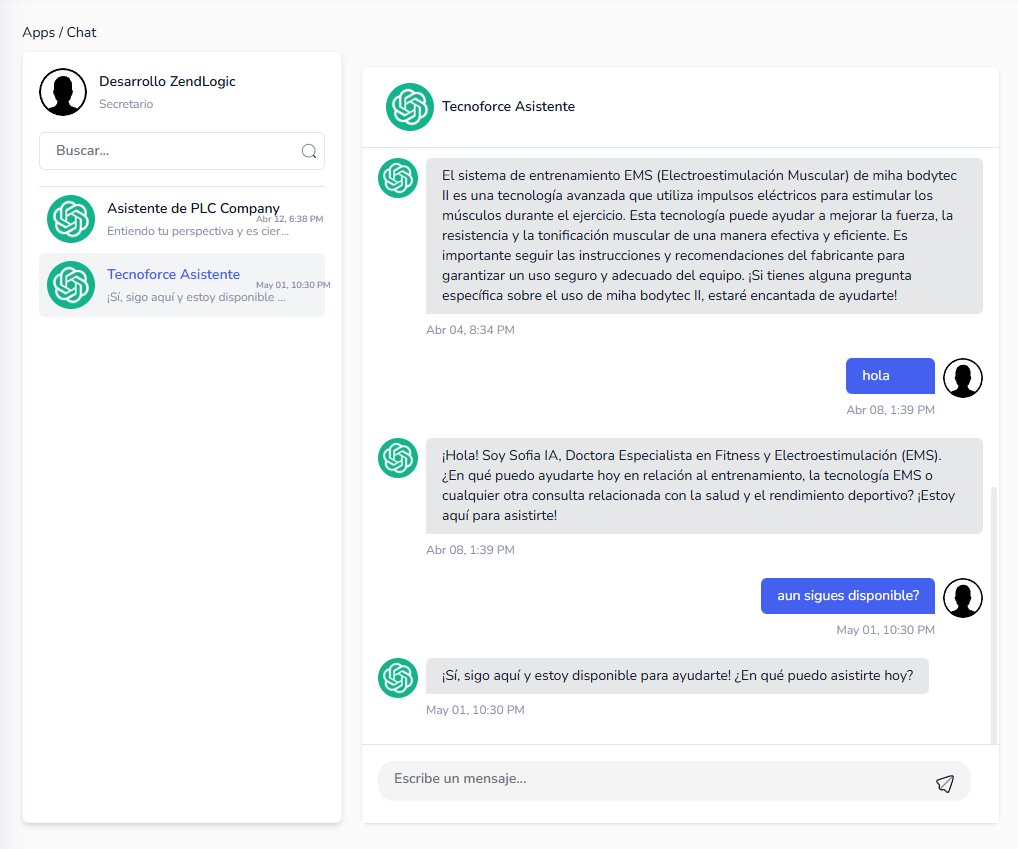 Apps / Chat
Desarrollo ZendLogic
Secretario
Buscar...
Asistente de PLC Company
Abr 12, 6:38 PM
Entiendo tu perspectiva y es cier...
Tecnoforce Asistente
May 01, 10:30 PM
¡Sí, sigo aquí y estoy disponible ...
Tecnoforce Asistente
El sistema de entrenamiento EMS (Electroestimulación Muscular) de miha bodytec
II es una tecnología avanzada que utiliza impulsos eléctricos para estimular los
músculos durante el ejercicio. Esta tecnología puede ayudar a mejorar la fuerza, la
resistencia y la tonificación muscular de una manera efectiva y eficiente. Es
importante seguir las instrucciones y recomendaciones del fabricante para
garantizar un uso seguro y adecuado del equipo. ¡Si tienes alguna pregunta
específica sobre el uso de miha bodytec II, estaré encantada de ayudarte!
Abr 04, 8:34 PM
hola
Abr 08, 1:39 PM
¡Hola! Soy Sofia IA, Doctora Especialista en Fitness y Electroestimulación (EMS).
¿En qué puedo ayudarte hoy en relación al entrenamiento, la tecnología EMS o
cualquier otra consulta relacionada con la salud y el rendimiento deportivo? ¡Estoy
aquí para asistirte!
Abr 08, 1:39 PM
aun sigues disponible?
May 01, 10:30 PM
¡Sí, sigo aquí y estoy disponible para ayudarte! ¿En qué puedo asistirte hoy?
May 01, 10:30 PM
Escribe un mensaje...